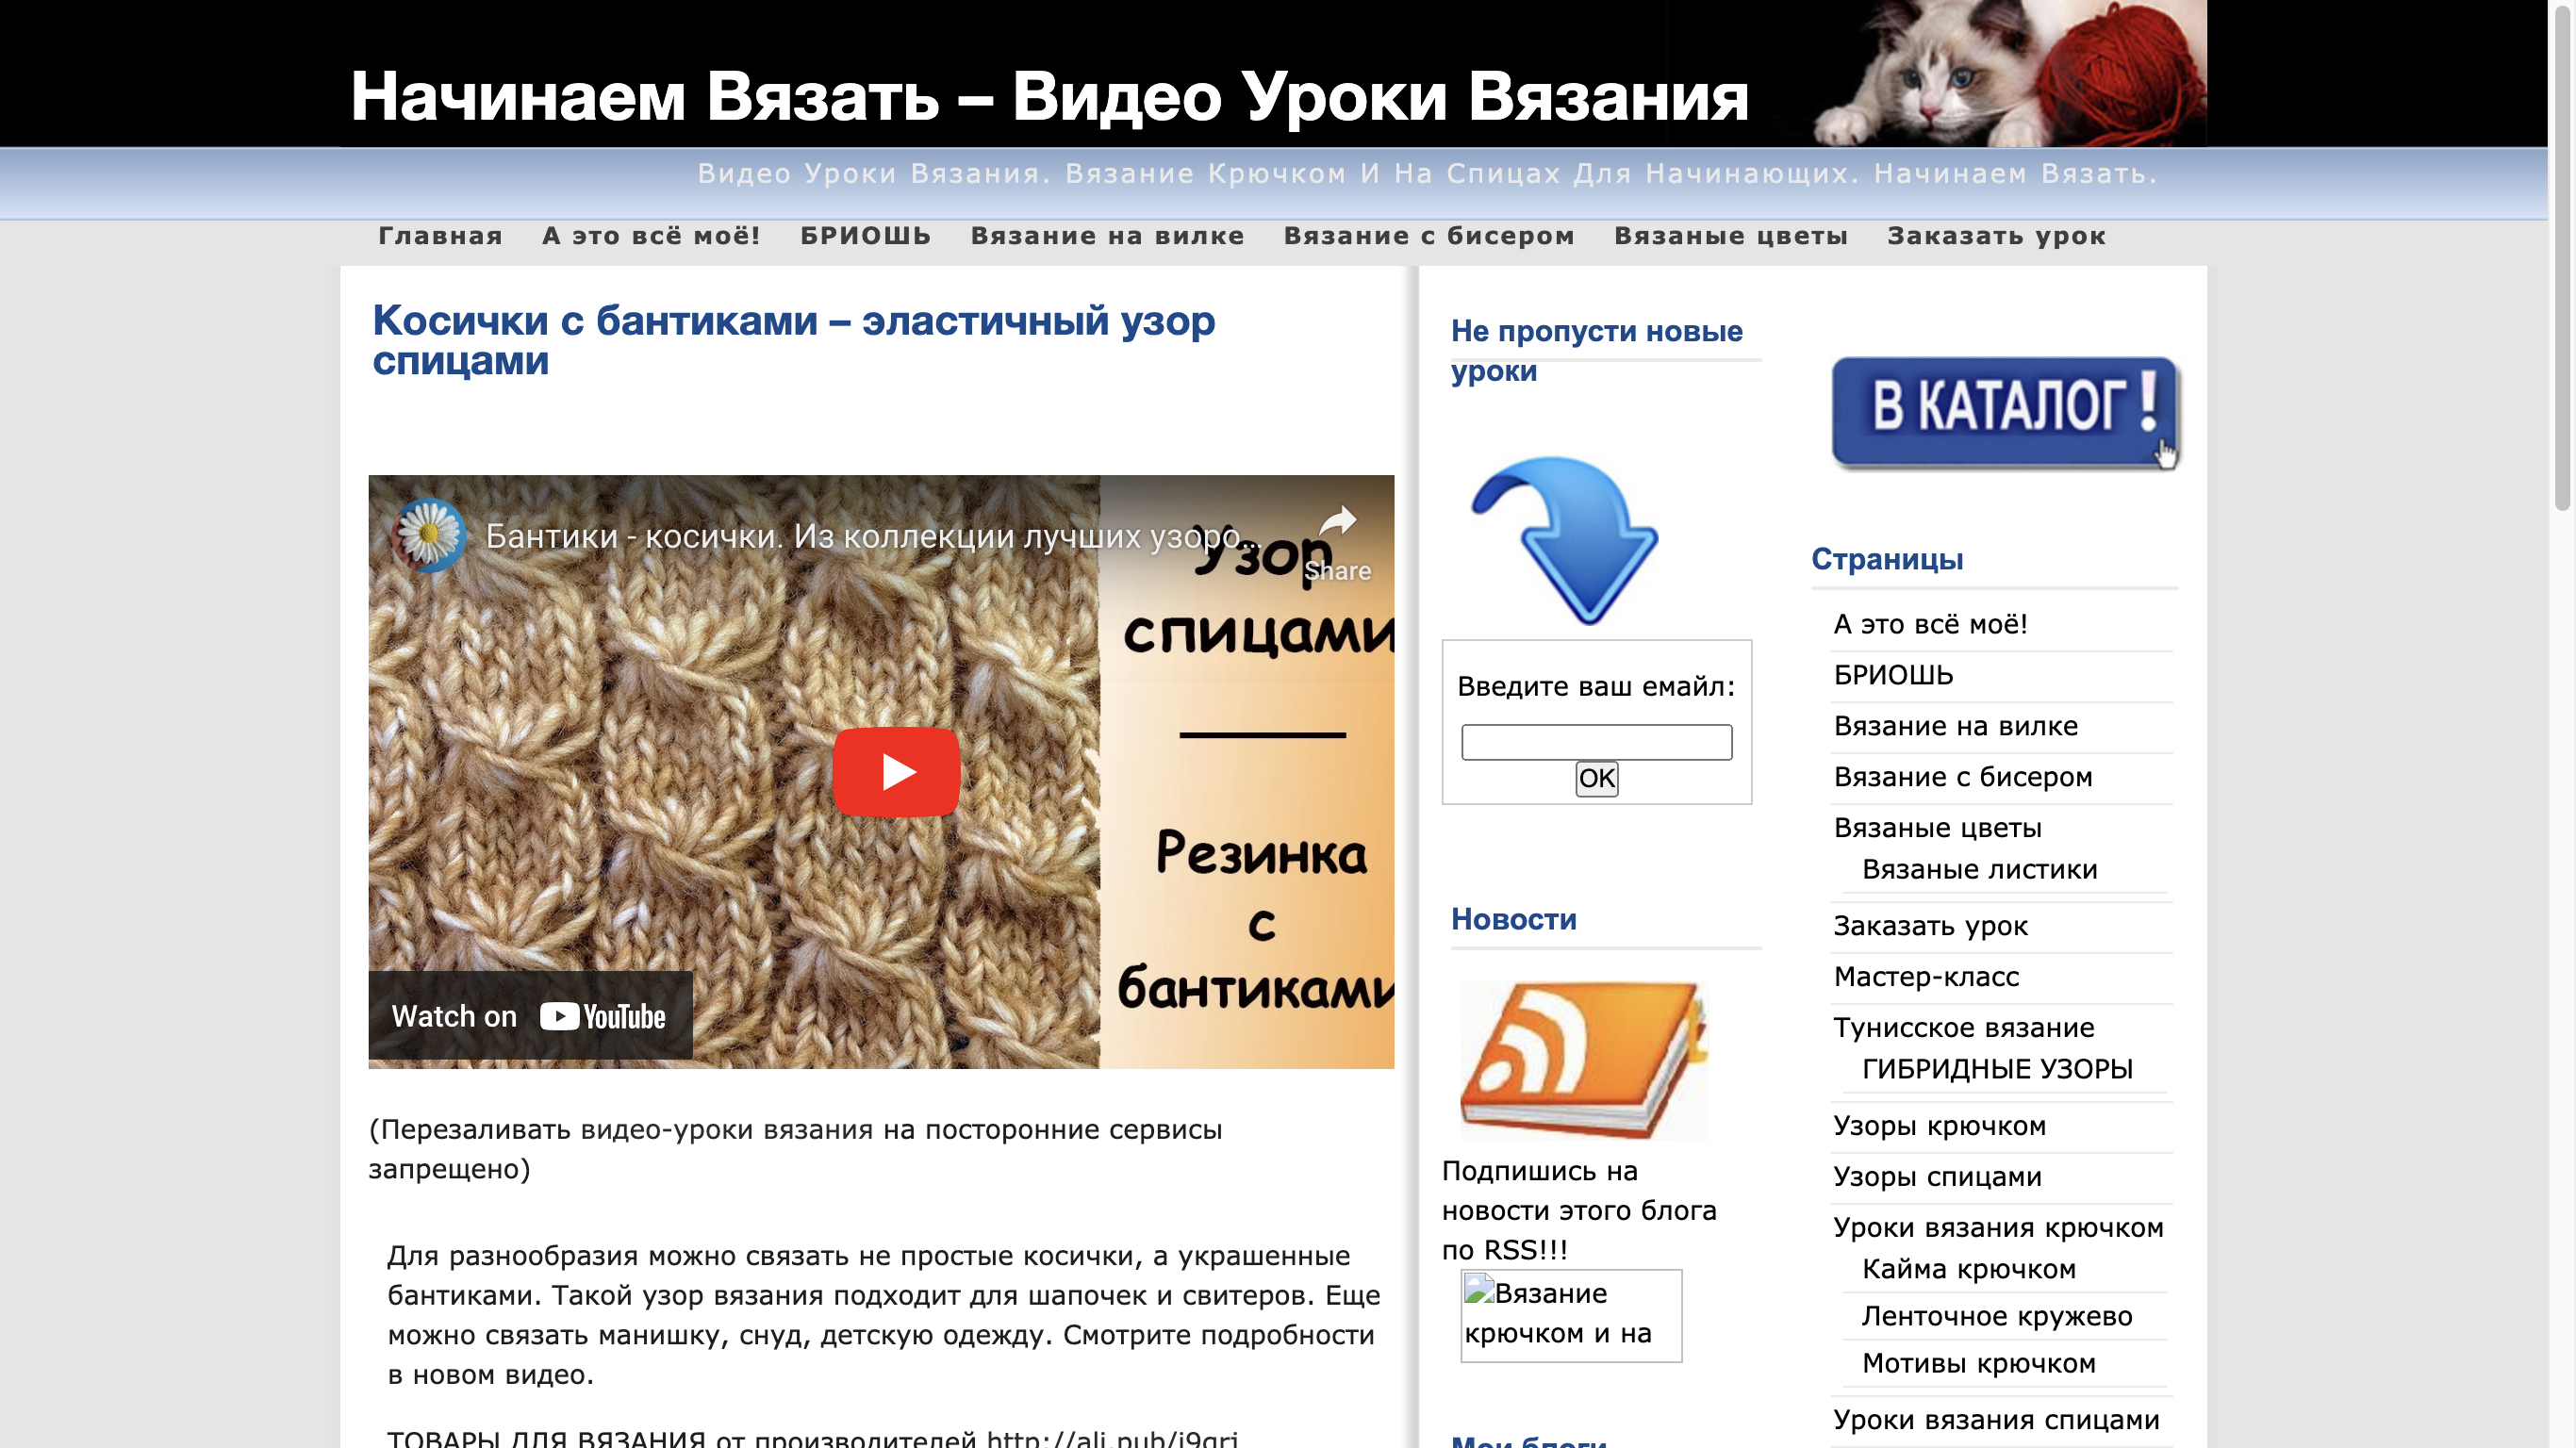 Начинаем Вязать – Видео Уроки Вязания
Видео Уроки Вязания. Вязание Крючком И На Спицах Для Начинающих. Начинаем Вязать.
Главная А это всё моё! БРИОШЬ Вязание на вилке Вязание с бисером Вязаные цветы Заказать урок
Косички с бантиками – эластичный узор
спицами
Бантики - косички. Из коллекции лучших узоро...
Share
Узор
спицами
Резинка
с
бантиками
Watch on YouTube
(Перезаливать видео-уроки вязания на посторонние сервисы
запрещено)
Для разнообразия можно связать не простые косички, а украшенные
бантиками. Такой узор вязания подходит для шапочек и свитеров. Еще
можно связать манишку, снуд, детскую одежду. Смотрите подробности
в новом видео.
ТОВАРЫ ДЛЯ ВЯЗАНИЯ от производителей
Не пропусти новые
уроки
Введите ваш емайл:
OK
Новости
Подпишись на
новости этого блога
по RSS!!!
Вязание
крючком и на
Мои блоги
В КАТАЛОГ!
Страницы
А это всё моё!
БРИОШЬ
Вязание на вилке
Вязание с бисером
Вязаные цветы
Вязаные листики
Заказать урок
Мастер-класс
Тунисское вязание
ГИБРИДНЫЕ УЗОРЫ
Узоры крючком
Узоры спицами
Уроки вязания крючком
Кайма крючком
Ленточное кружево
Мотивы крючком
Уроки вязания спицами